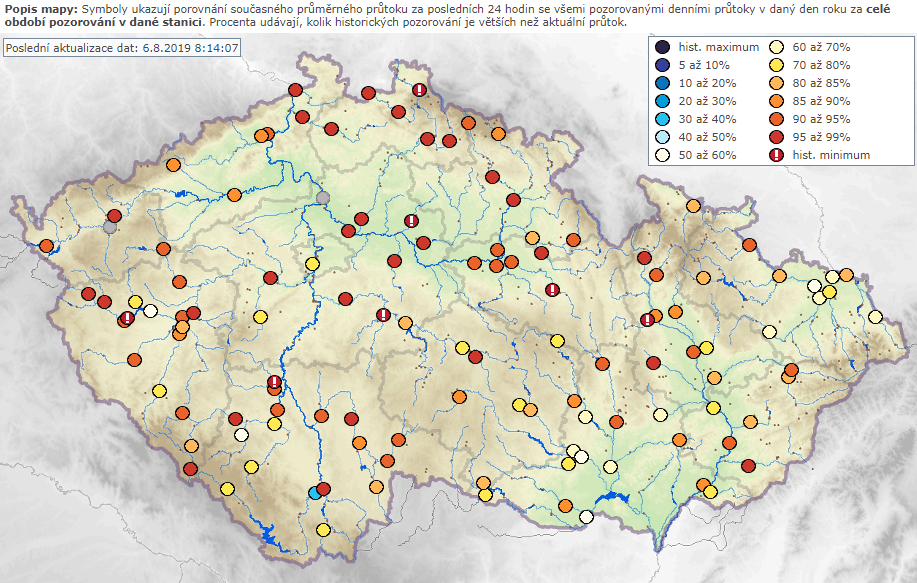 Popis mapy: Symboly ukazují porovnání současného průměrného průtoku za posledních 24 hodin se všemi pozorovanými denními průtoky v daný den roku za celé
období pozorování v dané stanici. Procenta udávají, kolik historických pozorování je větších než aktuální průtok.
Poslední aktualizace dat: 6.8.2019 8:14:07
hist. maximum
5 až 10%
10 až 20%
20 až 30%
30 až 40%
40 až 50%
50 až 60%
60 až 70%
70 až 80%
80 až 85%
85 až 90%
90 až 95%
95 až 99%
hist. minimum